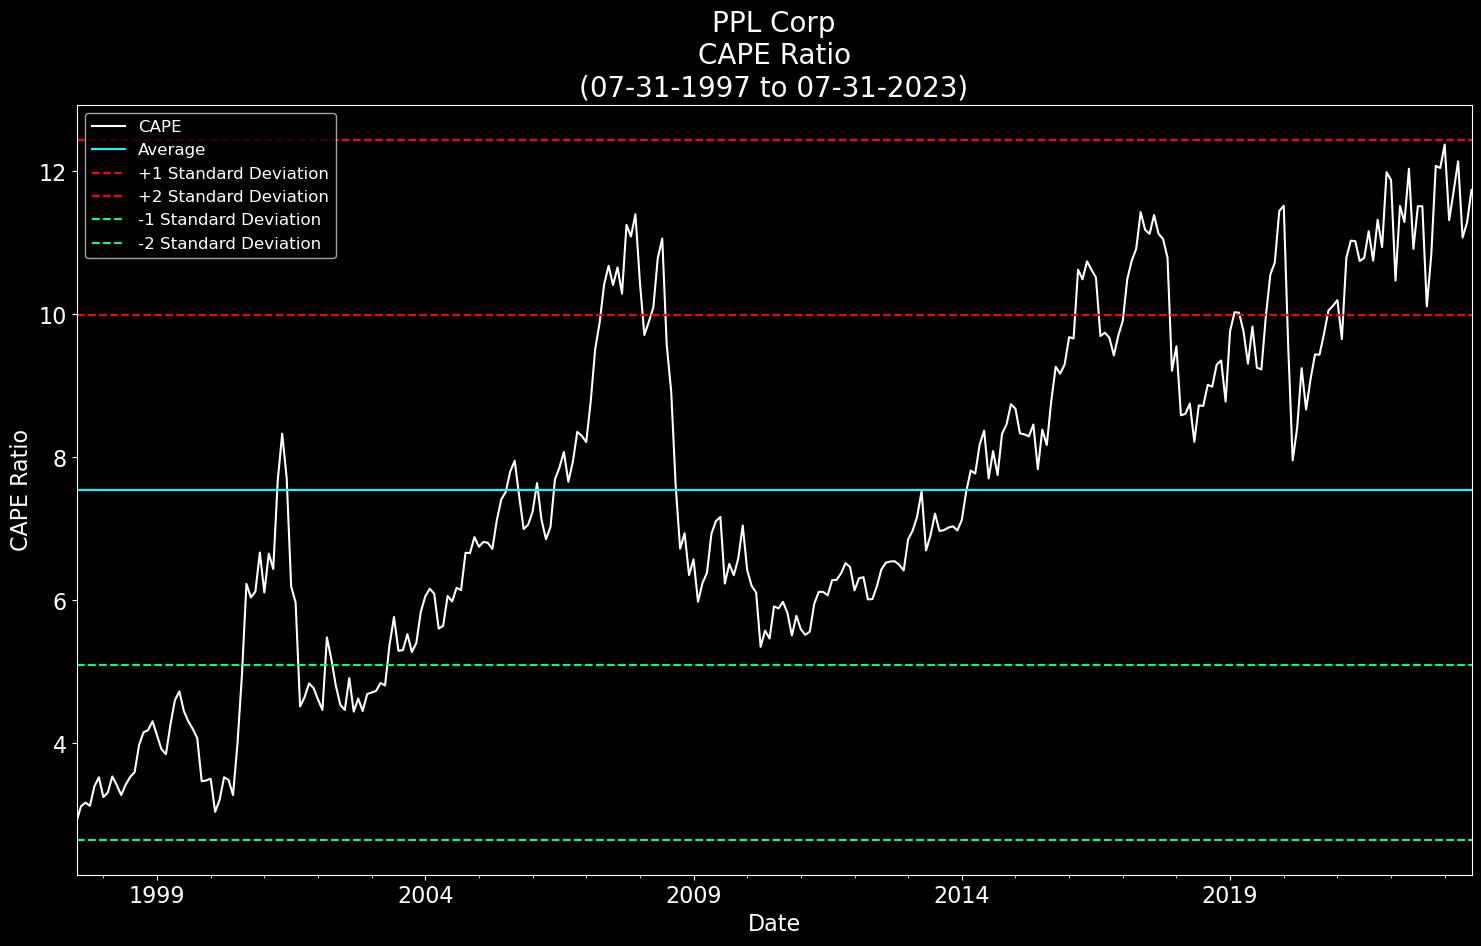 PPL Corp
CAPE Ratio
(07-31-1997 to 07-31-2023)
CAPE
Average
+1 Standard Deviation
+2 Standard Deviation
-1 Standard Deviation
-2 Standard Deviation
12
10
8
6
4
CAPE Ratio
1999
2004
2009
2014
2019
Date